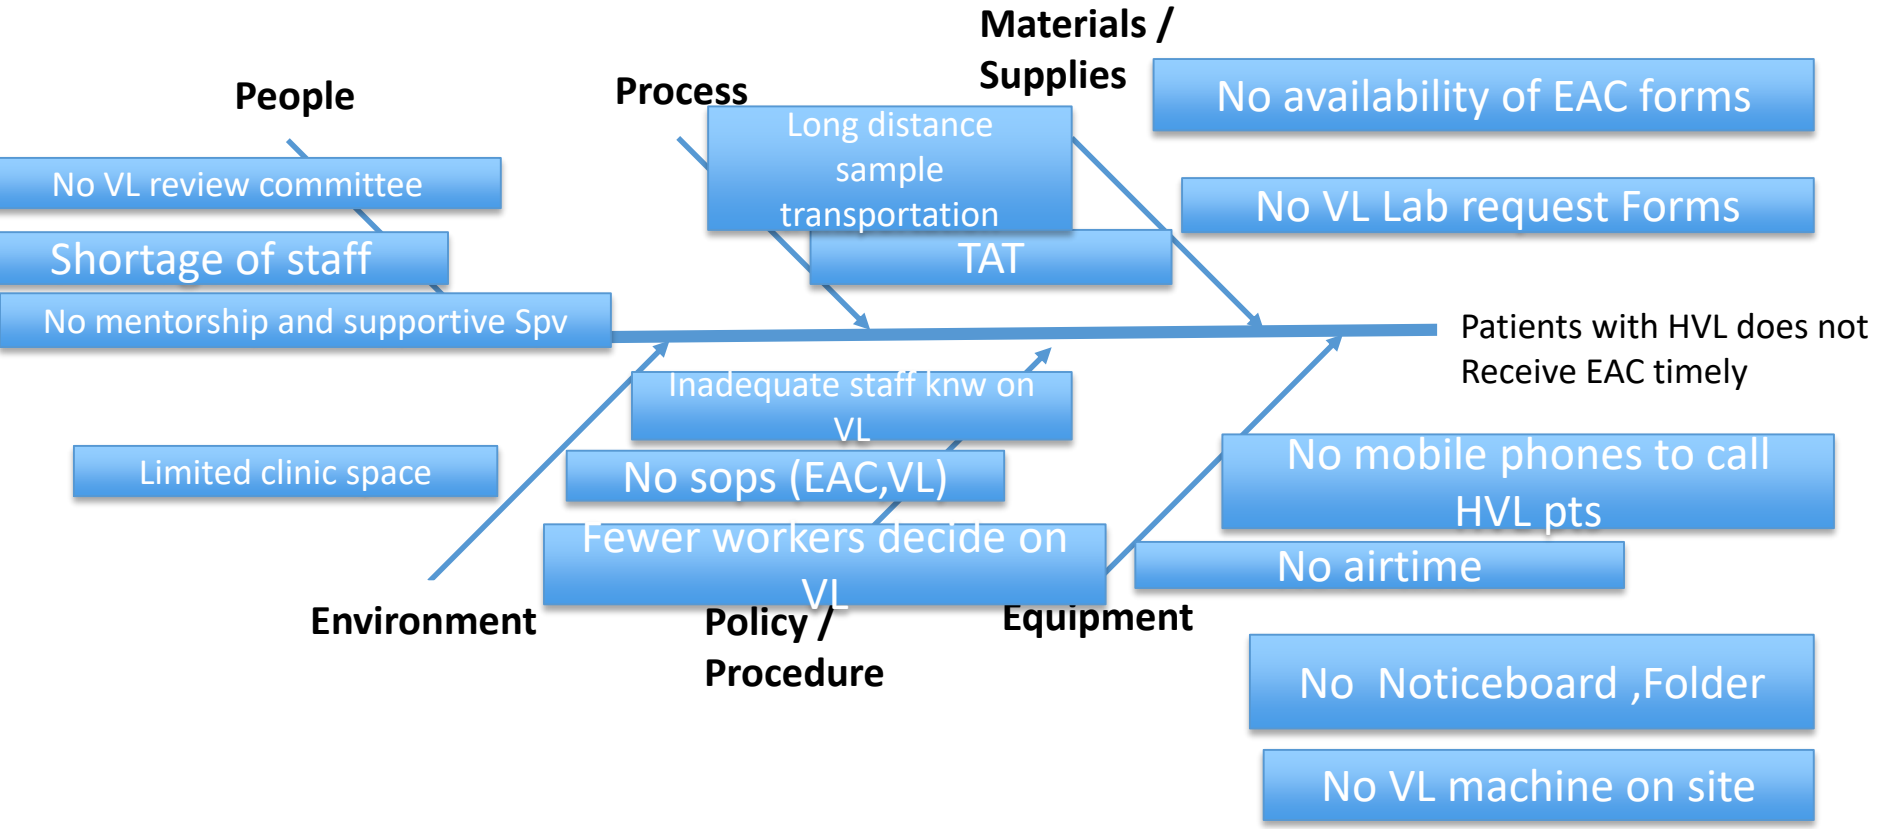 People
No VL review committee
Shortage of staff
No mentorship and supportive Spv
Process
Long distance
sample
transportation
TAT
Materials /
Supplies
No availability of EAC forms
No VL Lab request Forms
Patients with HVL does not
Receive EAC timely
Limited clinic space
Environment
Inadequate staff knw on
VL
No sops (EAC,VL)
Fewer workers decide on
VL
Policy /
Procedure
No mobile phones to call
HVL pts
No airtime
Equipment
No Noticeboard ,Folder
No VL machine on site